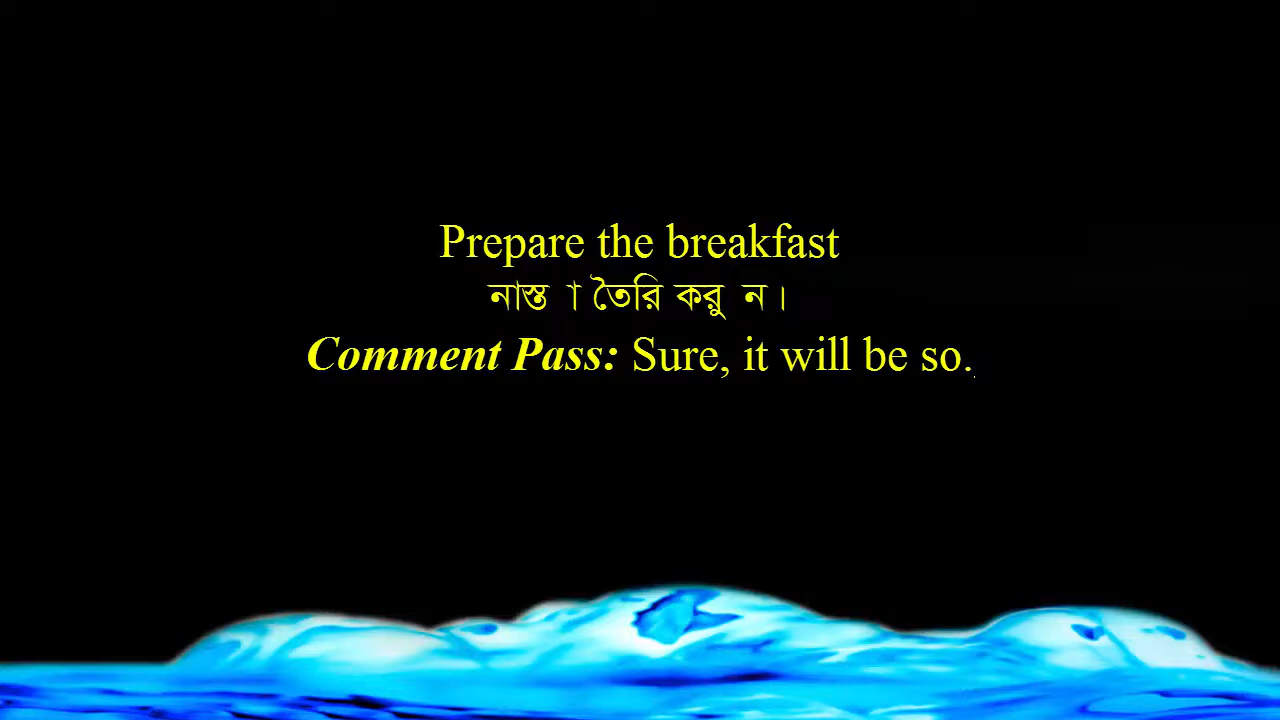 Prepare the breakfast
নাস্ত া তৈরি করু ন।
Comment Pass: Sure, it will be so.